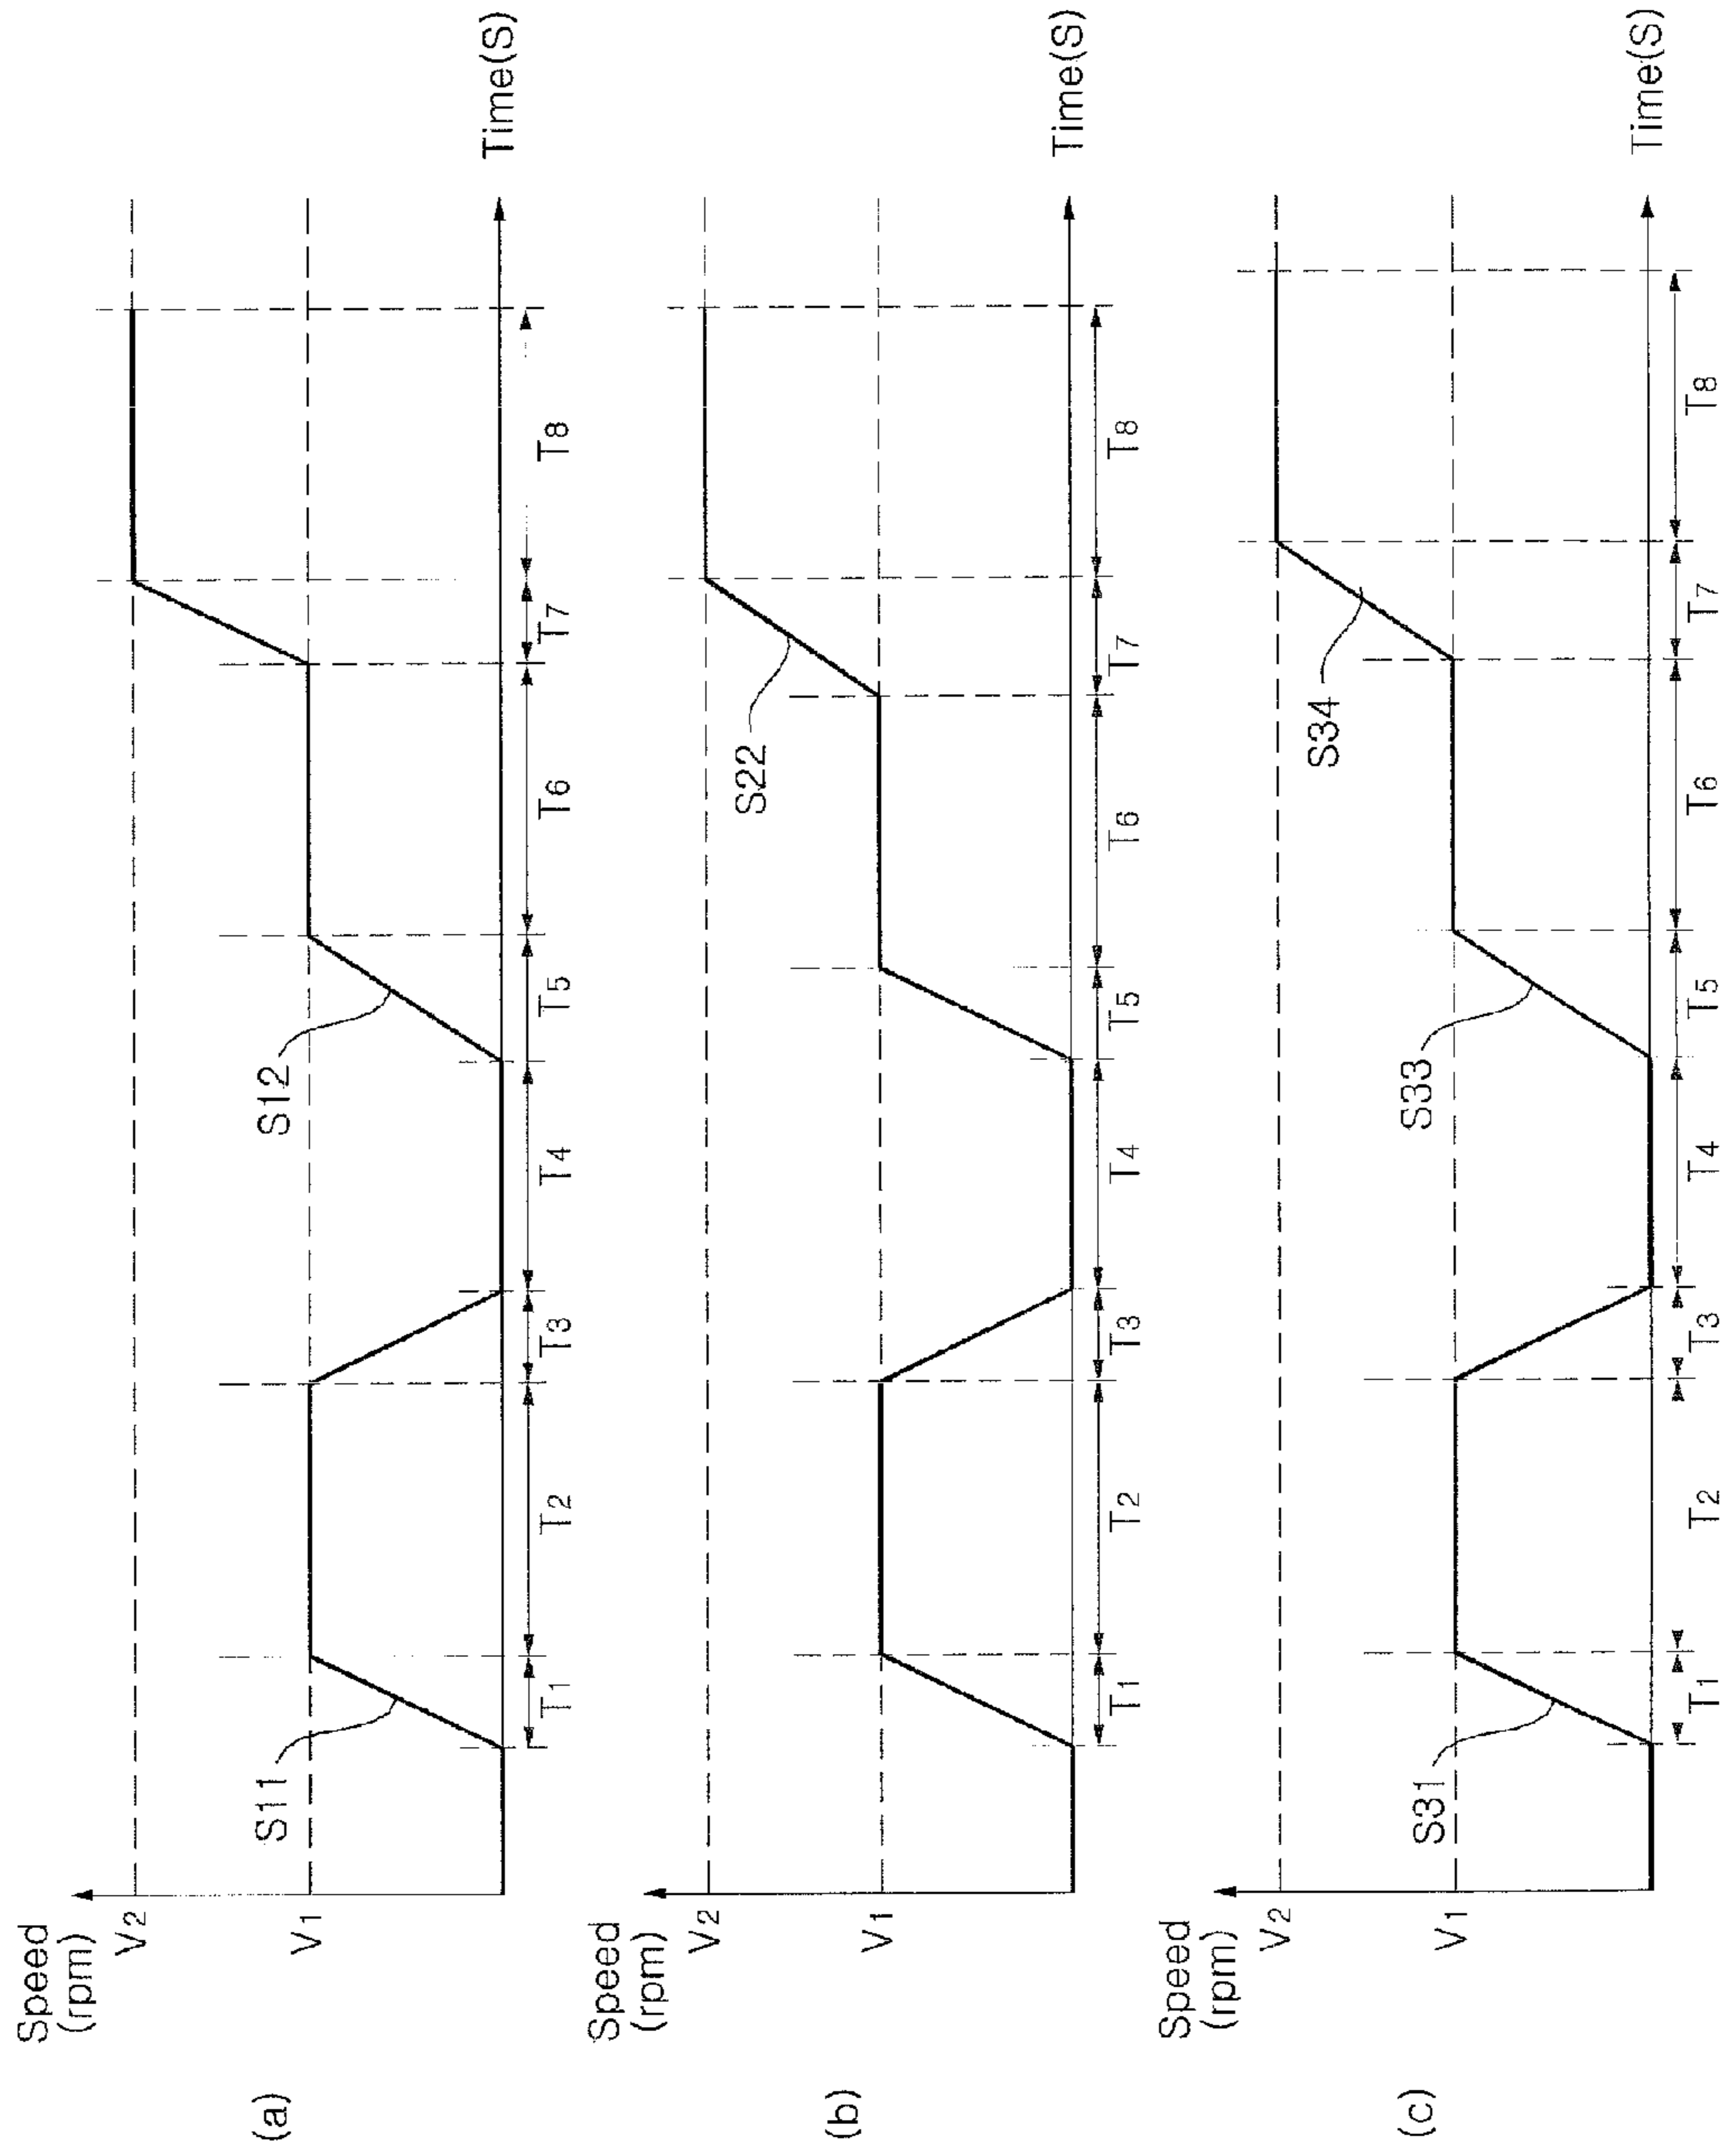 (a)
Speed
(rpm)
V2
V1
S11
S12
T1
T2
T3
T4
T5
T6
T7
T8
Time(S)
(b)
Speed
(rpm)
V2
V1
S22
T1
T2
T3
T4
T5
T6
T7
T8
Time(S)
(c)
Speed
(rpm)
V2
V1
S31
S33
S34
T1
T2
T3
T4
T5
T6
T7
T8
Time(S)